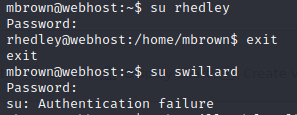 mbrown@webhost:~$ su rhedley
Password:
rhedley@webhost:/home/mbrown$ exit
exit
mbrown@webhost:~$ su swillard
Password:
su: Authentication failure